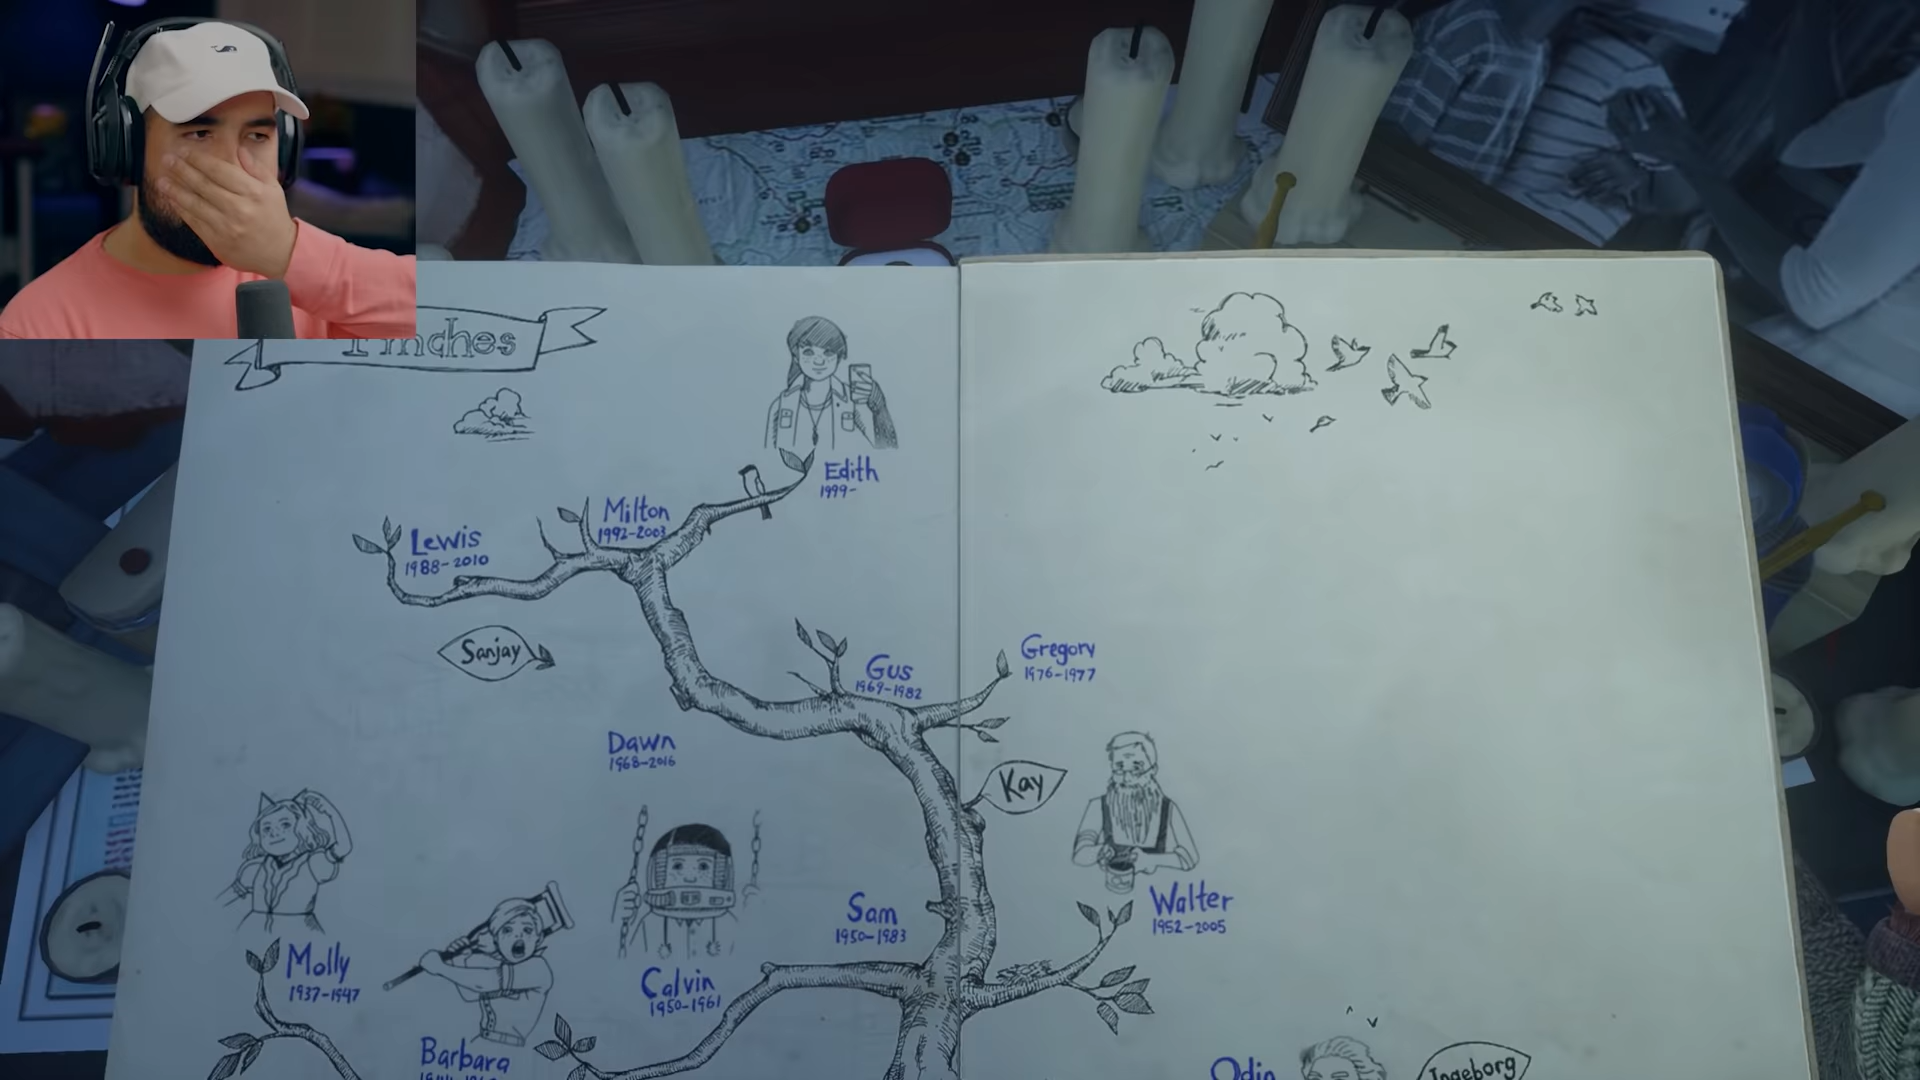 Finches
Edith
1999-
Milton
1992-2003
Lewis
1988-2010
Sanjay
Gregory
1976-1977
Gus
1969-1982
Dawn
1968-2016
Kay
Walter
1952-2005
Sam
1950-1983
Molly
1937-1947
Calvin
1950-1961
Barbara
Odin
Ingeborg